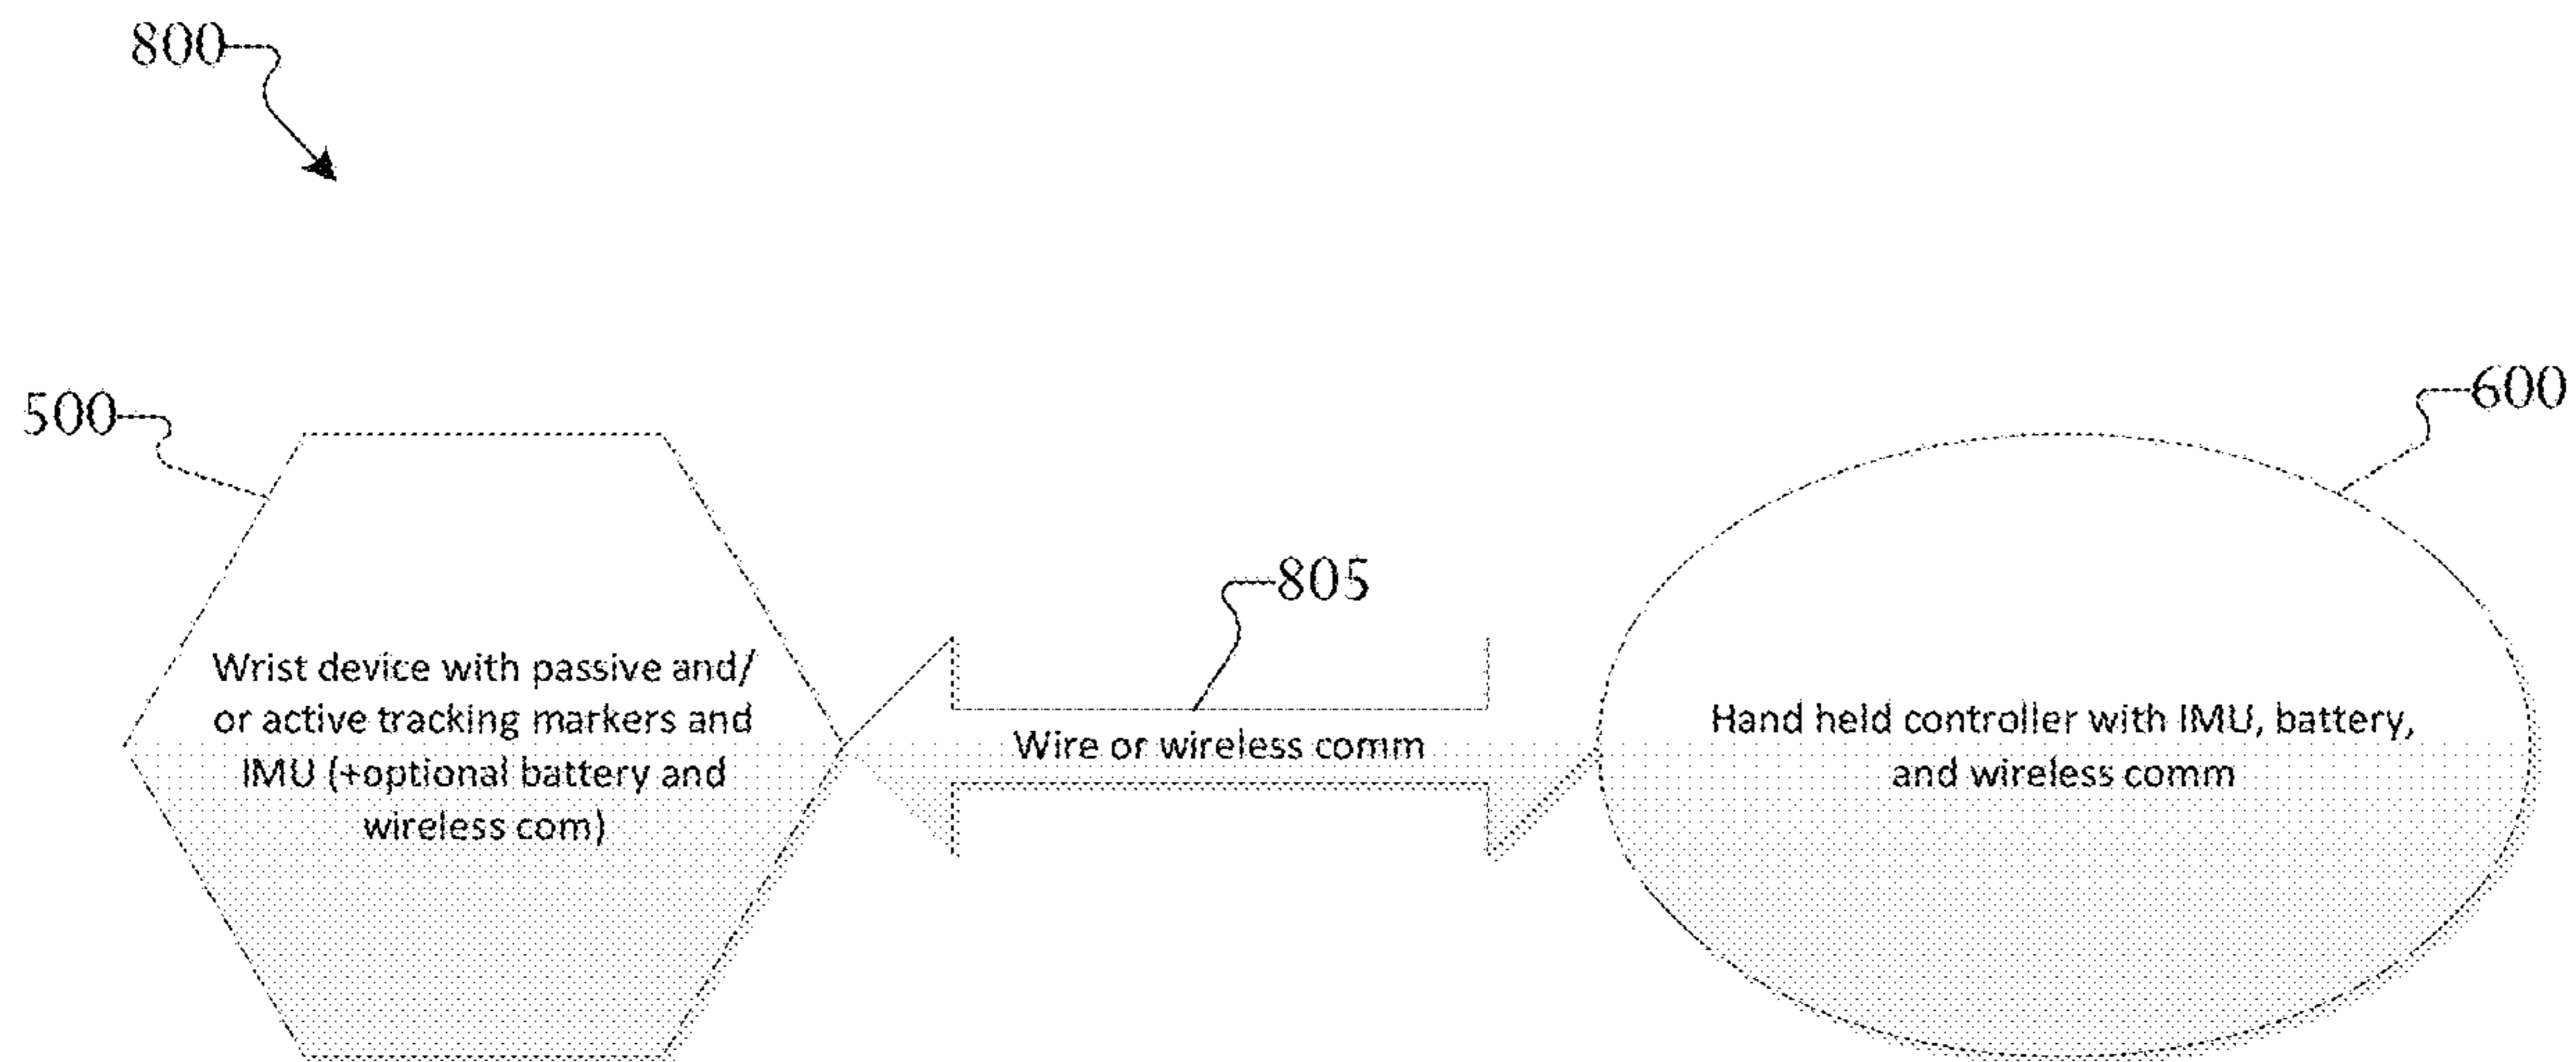 800
500
600
805
Wrist device with passive and/
or active tracking markers and
IMU (+optional battery and
wireless com)
Wire or wireless comm
Hand held controller with IMU, battery,
and wireless comm